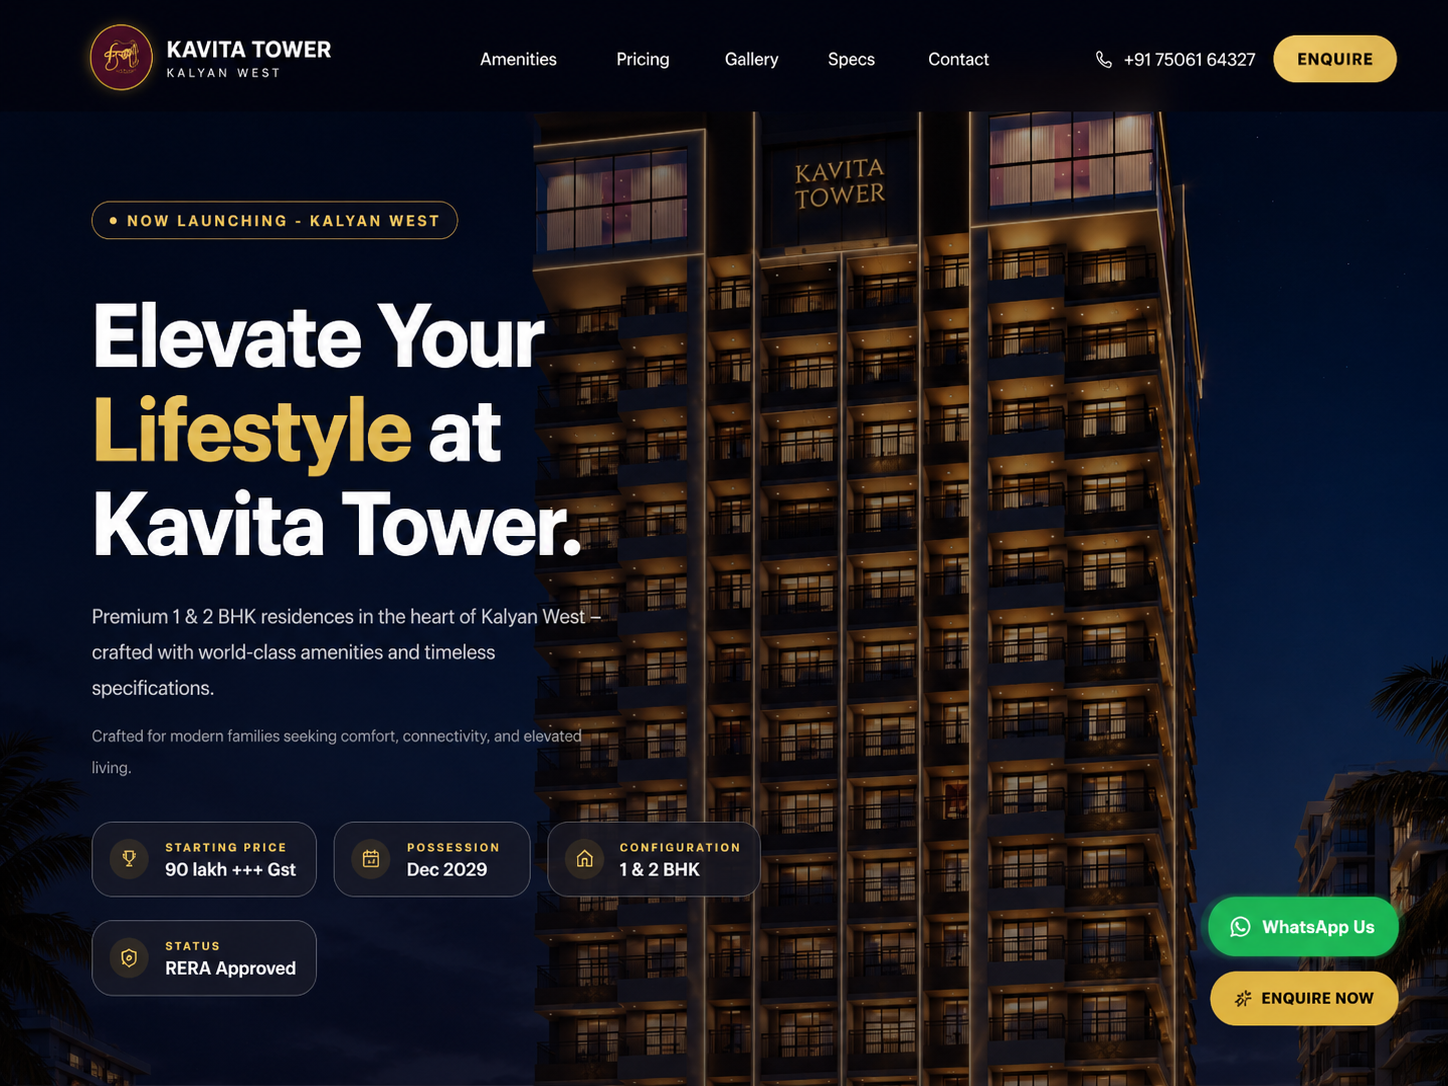 KAVITA TOWER
KALYAN WEST
Amenities
Pricing
Gallery
Specs
Contact
+91 75061 64327
ENQUIRE
KAVITA
TOWER
NOW LAUNCHING - KALYAN WEST
Elevate Your
Lifestyle at
Kavita Tower.
Premium 1 & 2 BHK residences in the heart of Kalyan West –
crafted with world-class amenities and timeless
specifications.
Crafted for modern families seeking comfort, connectivity, and elevated
living.
STARTING PRICE
90 lakh +++ Gst
POSSESSION
Dec 2029
CONFIGURATION
1 & 2 BHK
STATUS
RERA Approved
WhatsApp Us
ENQUIRE NOW